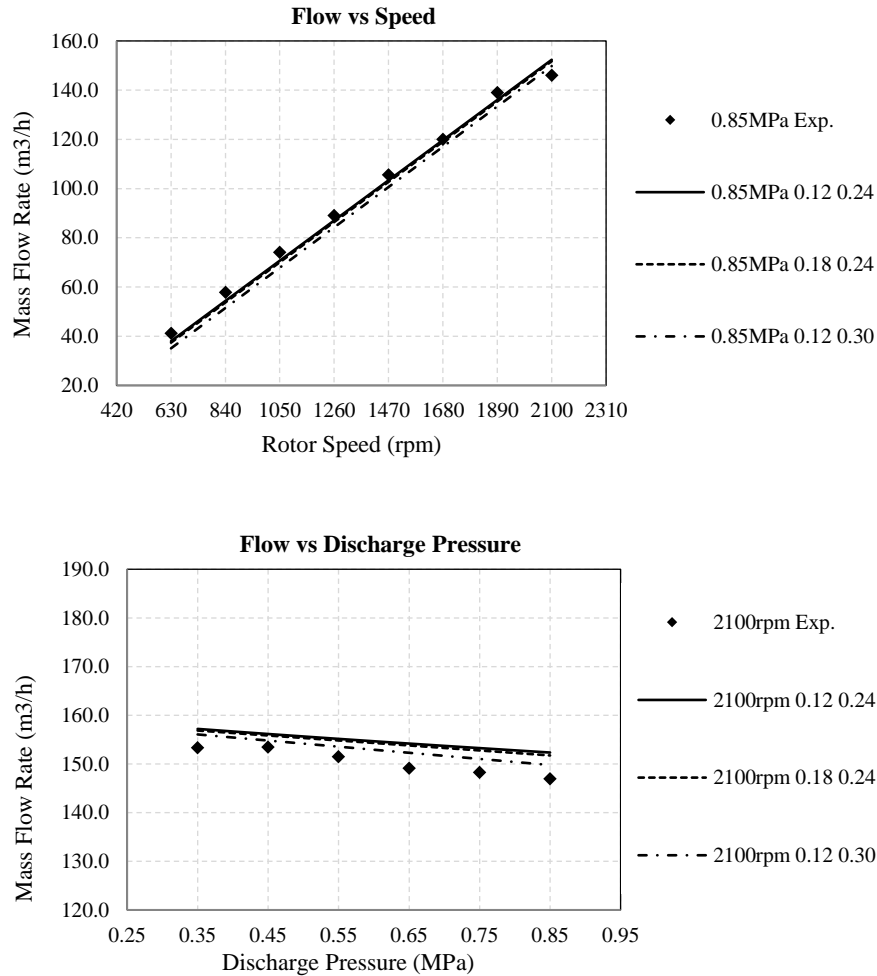 Flow vs Speed
160.0
140.0
120.0
100.0
80.0
60.0
40.0
20.0
Mass Flow Rate (m3/h)
420 630 840 1050 1260 1470 1680 1890 2100 2310
Rotor Speed (rpm)
0.85MPa Exp.
0.85MPa 0.12 0.24
0.85MPa 0.18 0.24
0.85MPa 0.12 0.30
Flow vs Discharge Pressure
190.0
180.0
170.0
160.0
150.0
140.0
130.0
120.0
Mass Flow Rate (m3/h)
0.25 0.35 0.45 0.55 0.65 0.75 0.85 0.95
Discharge Pressure (MPa)
2100rpm Exp.
2100rpm 0.12 0.24
2100rpm 0.18 0.24
2100rpm 0.12 0.30